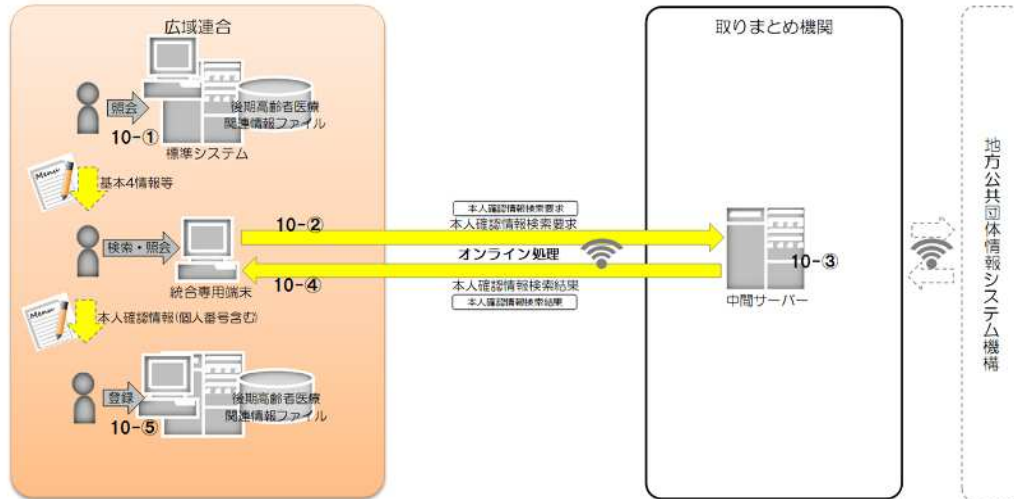 広域連合
取りまとめ機関
照会
後期高齢者医療
関連情報ファイル
10-①
標準システム
Menu
基本4情報等
本人確認情報検索要求
本人確認情報検索要求
10-②
検索・照会
オンライン処理
10-③
統合専用端末
10-④
本人確認情報検索結果
本人確認情報検索結果
中間サーバー
Menu
本人確認情報(個人番号含む)
登録
後期高齢者医療
関連情報ファイル
10-⑤
地方公共団体情報システム機構